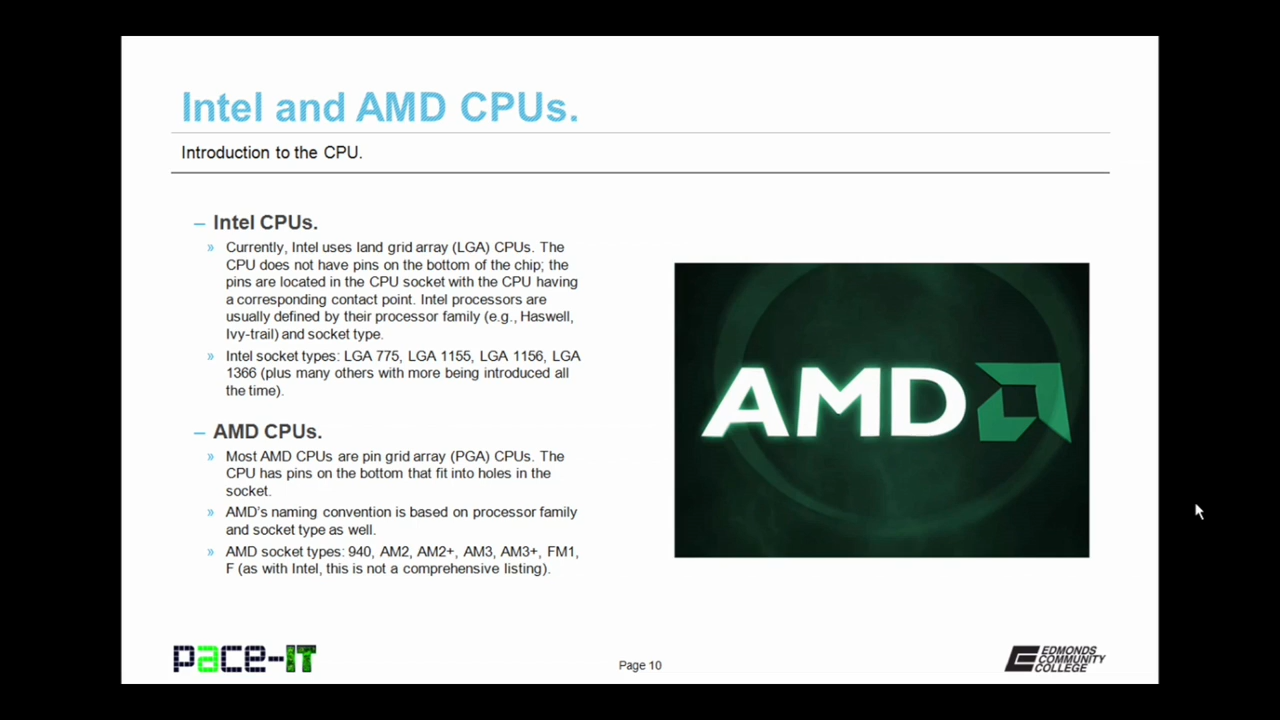 Intel and AMD CPUs.
Introduction to the CPU.
– Intel CPUs.
» Currently, Intel uses land grid array (LGA) CPUs. The
CPU does not have pins on the bottom of the chip; the
pins are located in the CPU socket with the CPU having
a corresponding contact point. Intel processors are
usually defined by their processor family (e.g., Haswell,
Ivy-trail) and socket type.
» Intel socket types: LGA 775, LGA 1155, LGA 1156, LGA
1366 (plus many others with more being introduced all
the time).
– AMD CPUs.
» Most AMD CPUs are pin grid array (PGA) CPUs. The
CPU has pins on the bottom that fit into holes in the
socket.
» AMD's naming convention is based on processor family
and socket type as well.
» AMD socket types: 940, AM2, AM2+, AM3, AM3+, FM1,
F (as with Intel, this is not a comprehensive listing).
AMD
pace-IT
Page 10
EDMONDS
COMMUNITY
COLLEGE